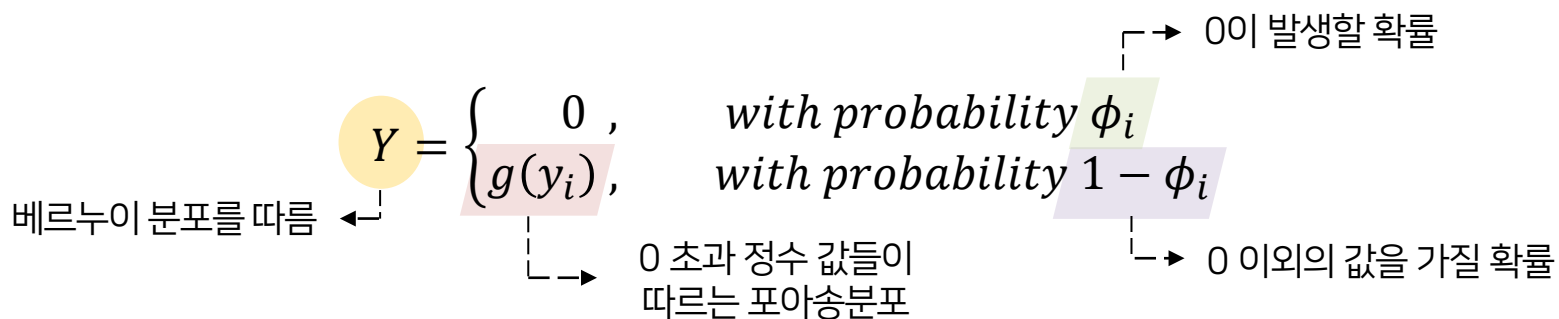 0이 발생할 확률
Y = { 0 , with probability ϕᵢ
g(yᵢ) , with probability 1 − ϕᵢ
베르누이 분포를 따름
0 초과 정수 값들이
따르는 포아송분포
0 이외의 값을 가질 확률